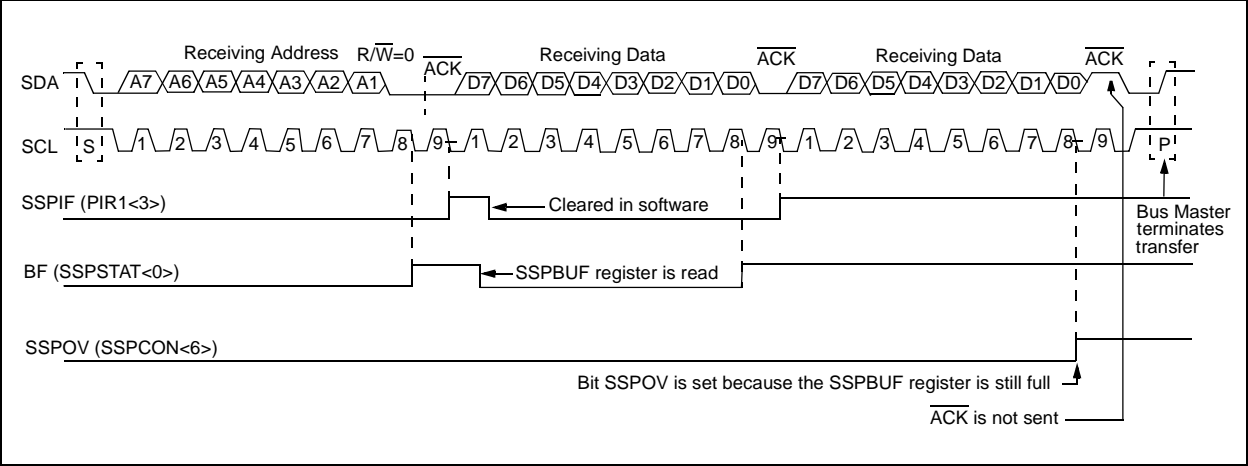 Receiving Address R/W=0 ACK Receiving Data ACK Receiving Data ACK
SDA A7 A6 A5 A4 A3 A2 A1 D7 D6 D5 D4 D3 D2 D1 D0 D7 D6 D5 D4 D3 D2 D1 D0
SCL S 1 2 3 4 5 6 7 8 9 1 2 3 4 5 6 7 8 9 1 2 3 4 5 6 7 8 9 P
SSPIF (PIR1<3>)
Cleared in software
Bus Master
terminates
transfer
BF (SSPSTAT<0>)
SSPBUF register is read
SSPOV (SSPCON<6>)
Bit SSPOV is set because the SSPBUF register is still full
ACK is not sent